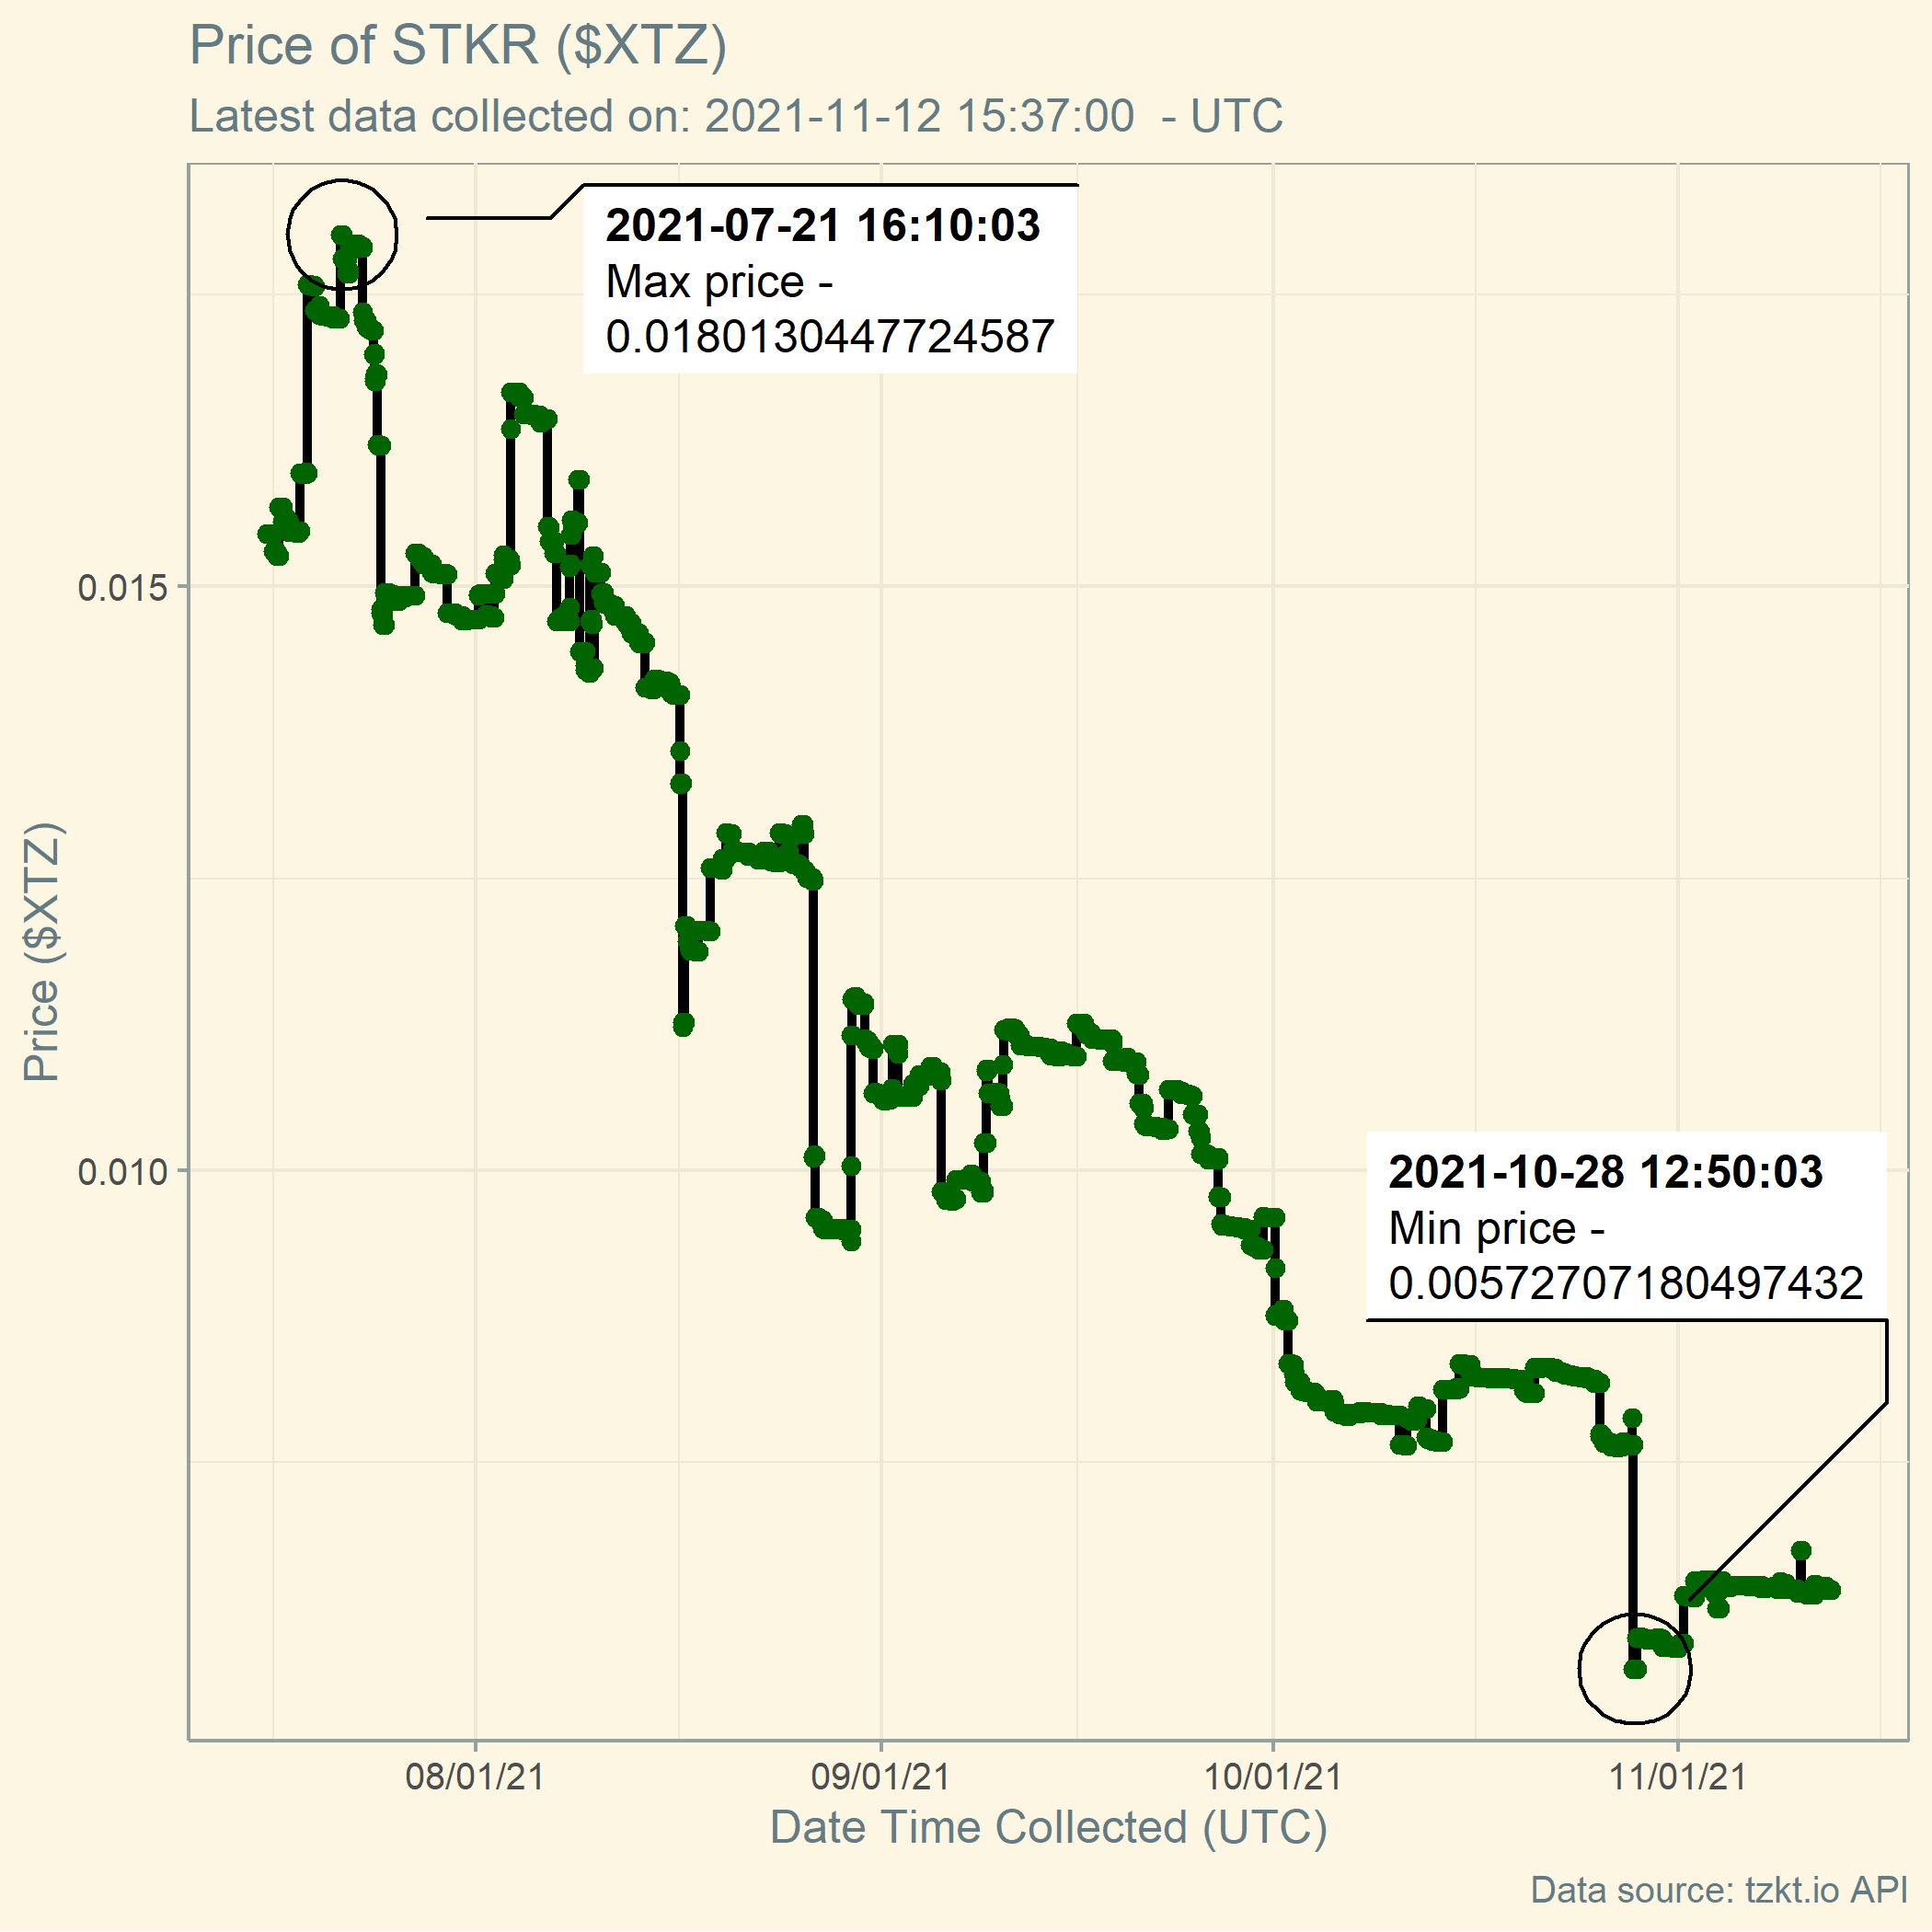 Price of STKR ($XTZ)
Latest data collected on: 2021-11-12 15:37:00  - UTC
2021-07-21 16:10:03
Max price -
0.0180130447724587
0.015
Price ($XTZ)
0.010
2021-10-28 12:50:03
Min price -
0.00572707180497432
08/01/21
09/01/21
10/01/21
11/01/21
Date Time Collected (UTC)
Data source: tzkt.io API